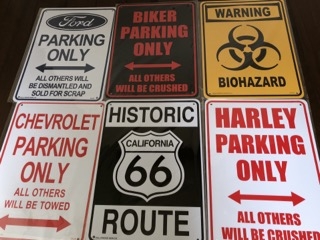 Ford
PARKING
ONLY
ALL OTHERS WILL
BE DISMANTLED AND
SOLD FOR SCRAP
BIKER
PARKING
ONLY
ALL OTHERS
WILL BE CRUSHED
WARNING
BIOHAZARD
CHEVROLET
PARKING
ONLY
ALL OTHERS
WILL BE TOWED
HISTORIC
CALIFORNIA
66
ROUTE
HARLEY
PARKING
ONLY
ALL OTHERS
WILL BE CRUSHED